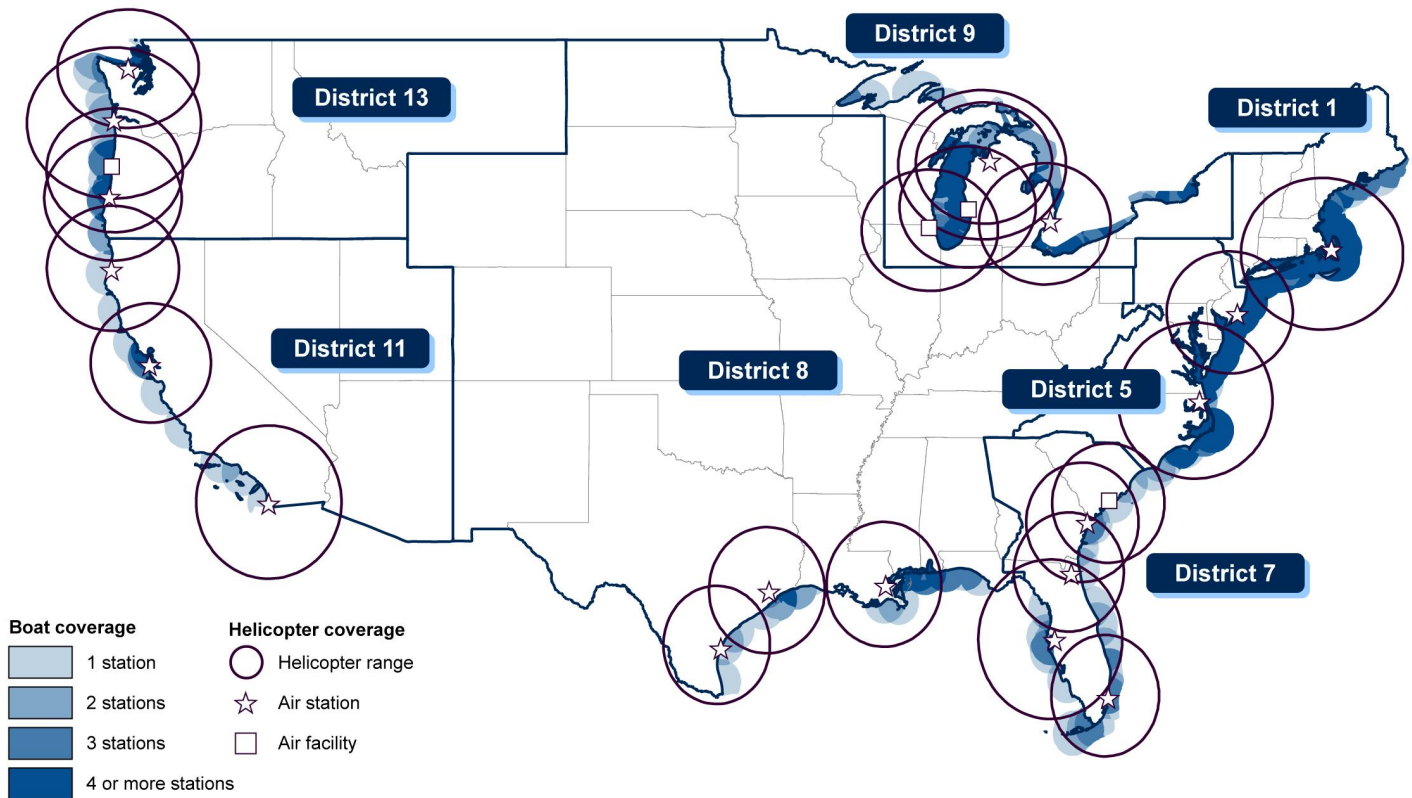 District 9
District 13
District 1
District 11
District 8
District 5
District 7
Boat coverage
1 station
2 stations
3 stations
4 or more stations
Helicopter coverage
Helicopter range
Air station
Air facility